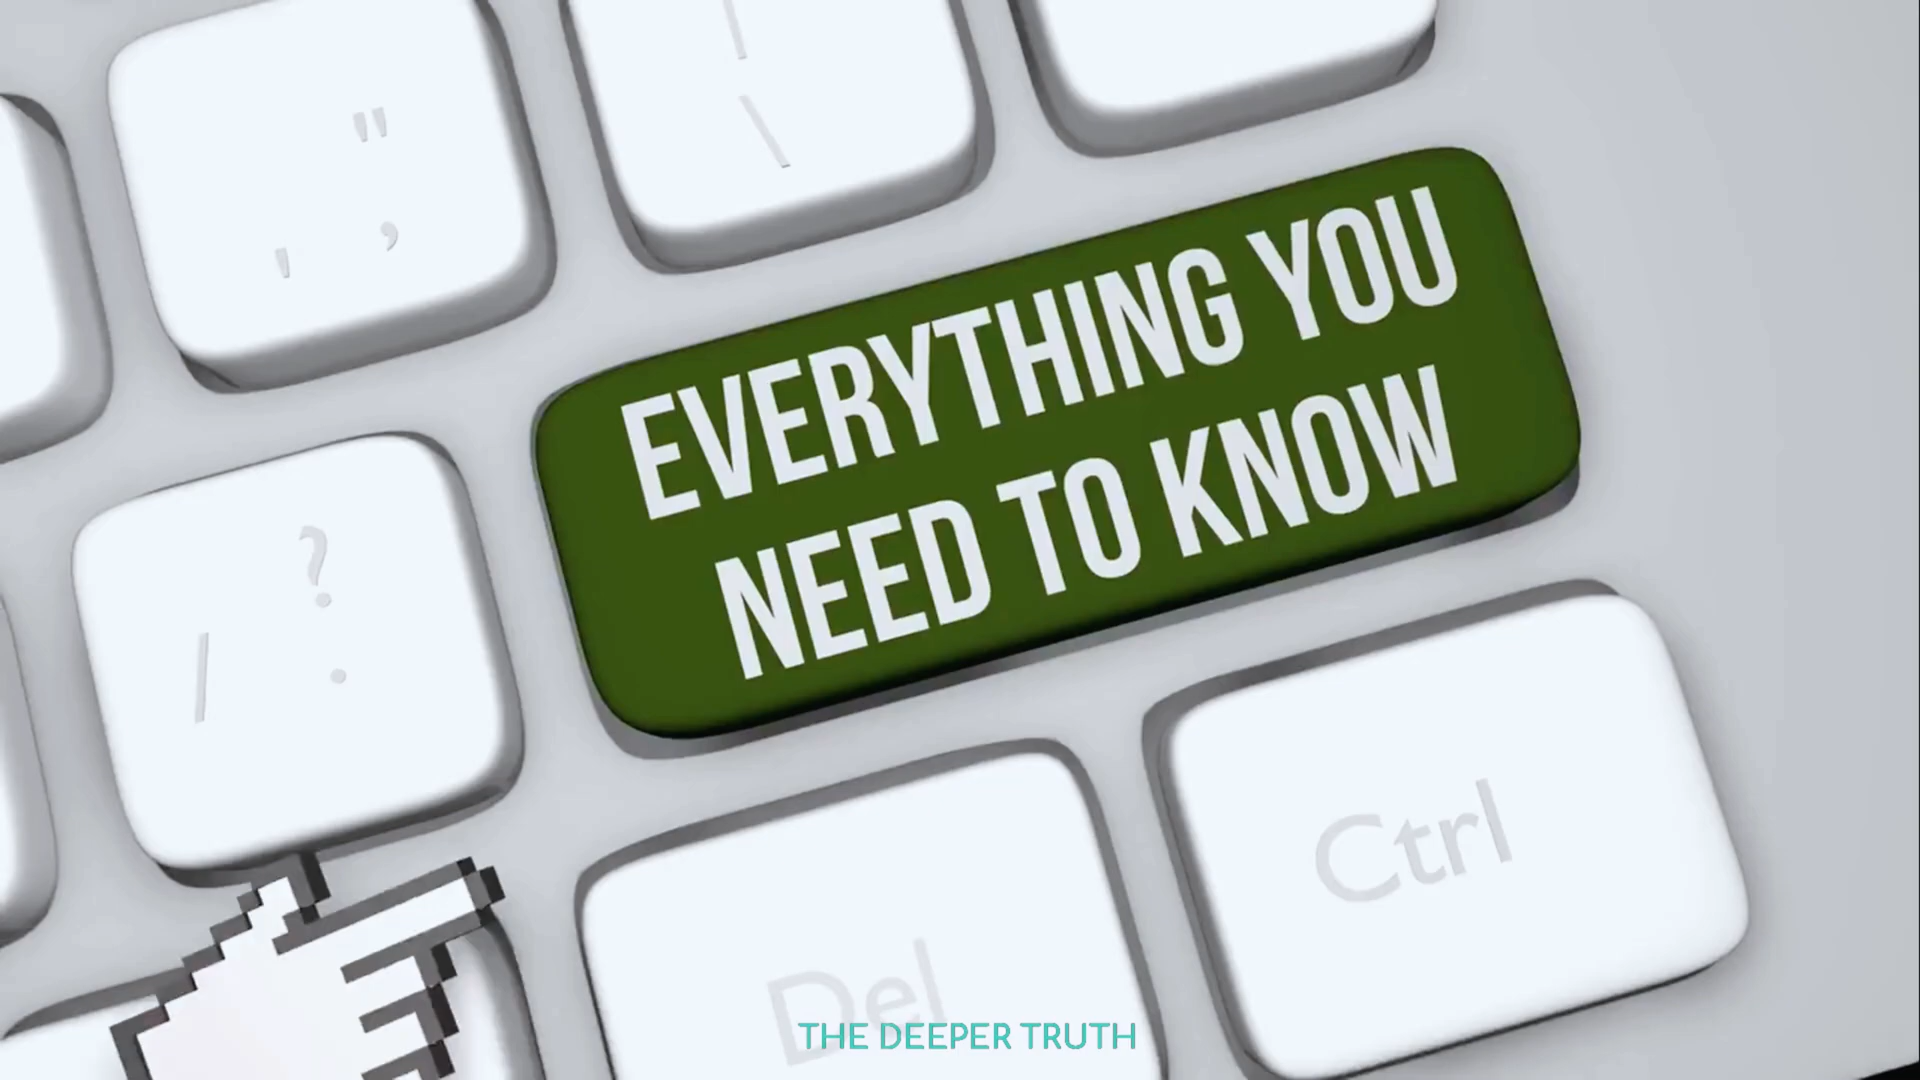 "
' ,
|
\
EVERYTHING YOU
NEED TO KNOW
?
/ .
Ctrl
Del
THE DEEPER TRUTH